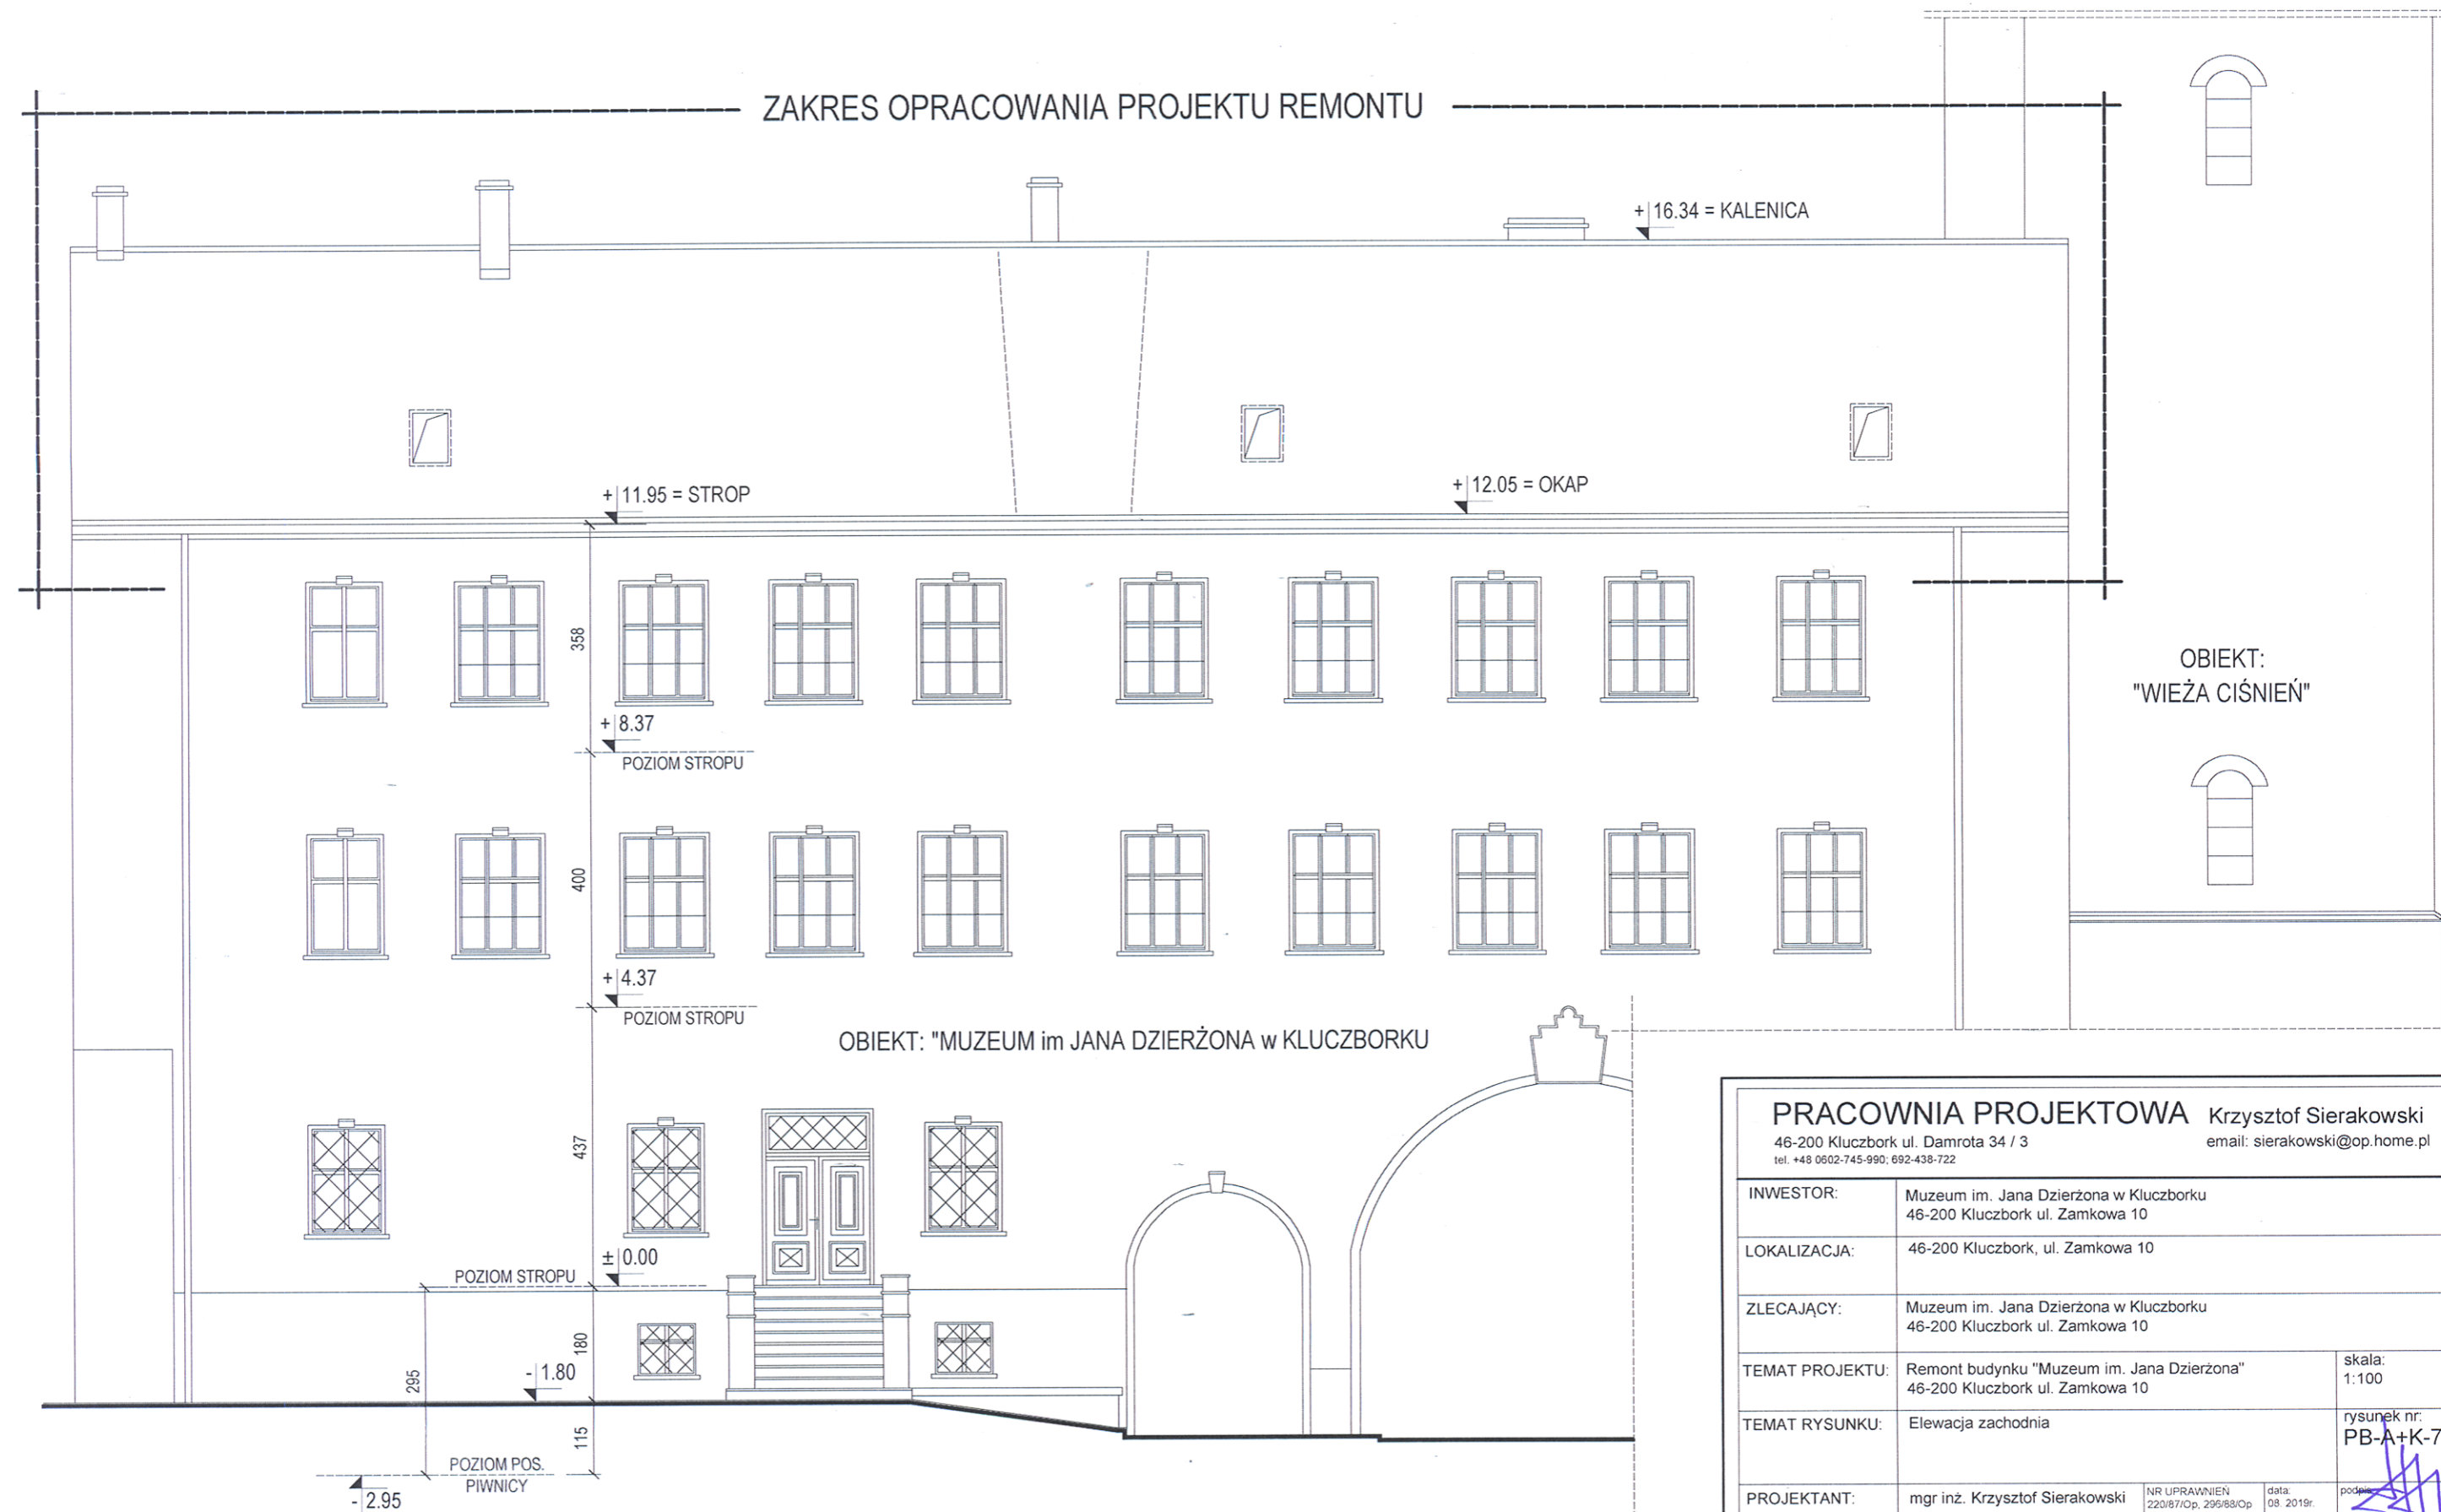 ZAKRES OPRACOWANIA PROJEKTU REMONTU
+ 16.34 = KALENICA
+ 11.95 = STROP
+ 12.05 = OKAP
358
OBIEKT:
"WIEŻA CIŚNIEŃ"
+ 8.37
POZIOM STROPU
400
+ 4.37
POZIOM STROPU
OBIEKT: "MUZEUM im JANA DZIERŻONA w KLUCZBORKU
437
± 0.00
POZIOM STROPU
180
295
- 1.80
115
POZIOM POS.
PIWNICY
- 2.95
PRACOWNIA PROJEKTOWA Krzysztof Sierakowski
46-200 Kluczbork ul. Damrota 34 / 3 email: sierakowski@op.home.pl
tel. +48 0602-745-990; 692-438-722
INWESTOR: Muzeum im. Jana Dzierżona w Kluczborku
46-200 Kluczbork ul. Zamkowa 10
LOKALIZACJA: 46-200 Kluczbork, ul. Zamkowa 10
ZLECAJĄCY: Muzeum im. Jana Dzierżona w Kluczborku
46-200 Kluczbork ul. Zamkowa 10
TEMAT PROJEKTU: Remont budynku "Muzeum im. Jana Dzierżona" skala:
46-200 Kluczbork ul. Zamkowa 10 1:100
TEMAT RYSUNKU: Elewacja zachodnia rysunek nr:
PB-A+K-7
PROJEKTANT: mgr inż. Krzysztof Sierakowski NR UPRAWNIEŃ data: podpis
220/87/Op, 295/88/Op 08. 2019r.